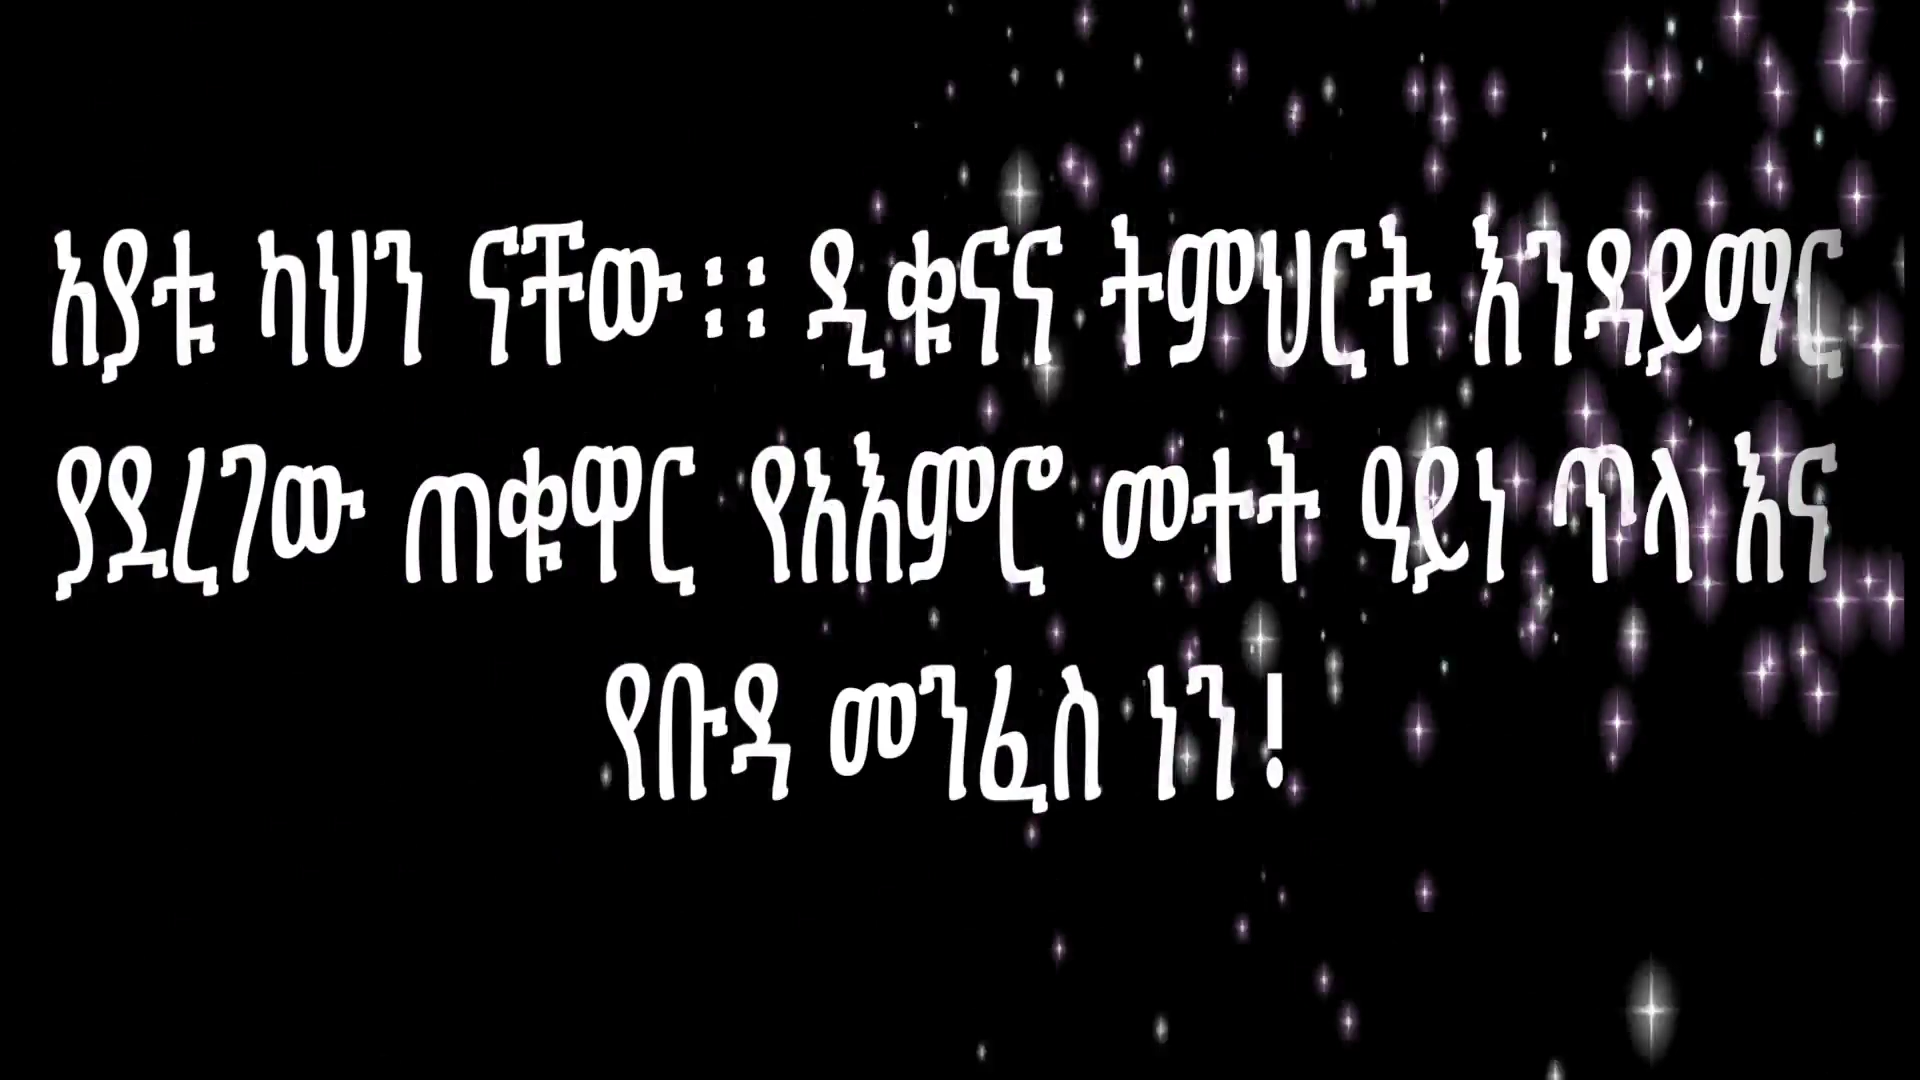 አያቱ ካህን ናቸው:: ዲቁናና ትምህርት እንዳይማር
ያደረገው ጠቁዋር የአእምሮ መተት ዓይነ ጥላ እና
የቡዳ መንፈስ ነን!